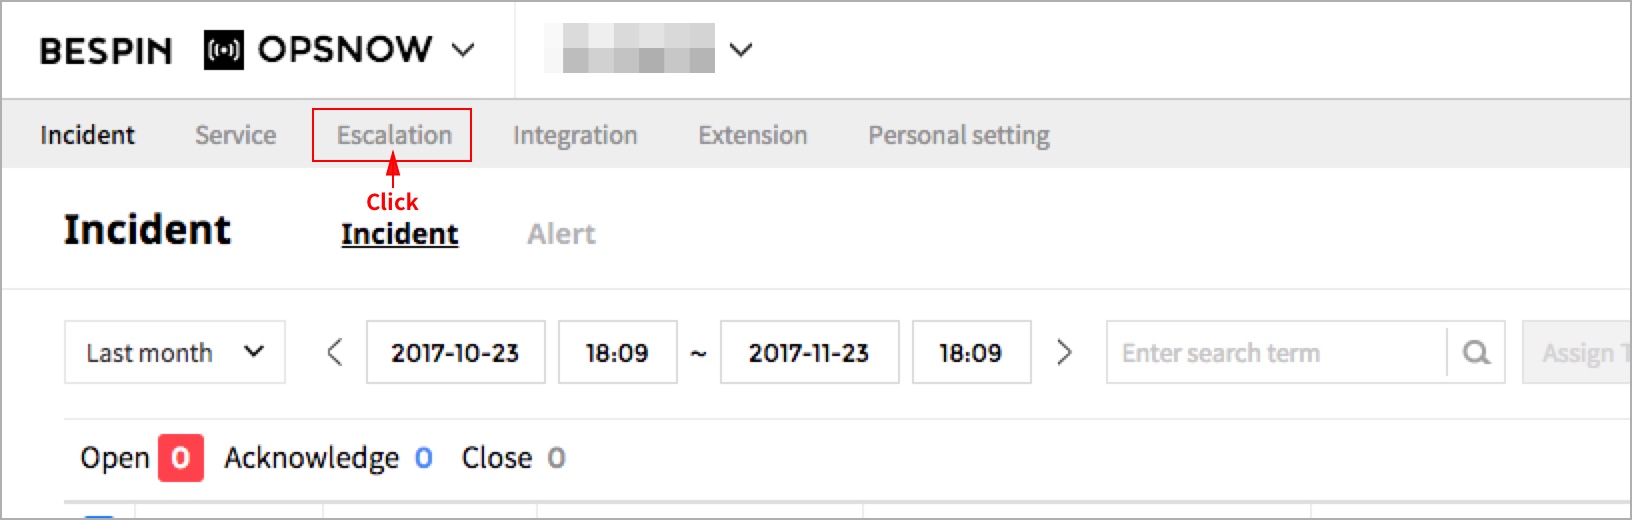 BESPIN OPSNOW
Incident Service Escalation Integration Extension Personal setting
Click
Incident Incident Alert
Last month 2017-10-23 18:09 ~ 2017-11-23 18:09 Enter search term Assign
Open 0 Acknowledge 0 Close 0